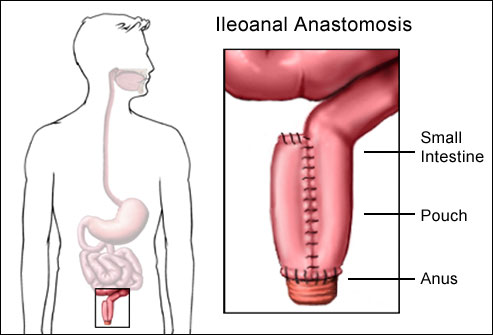 Ileoanal Anastomosis
Small
Intestine
Pouch
Anus